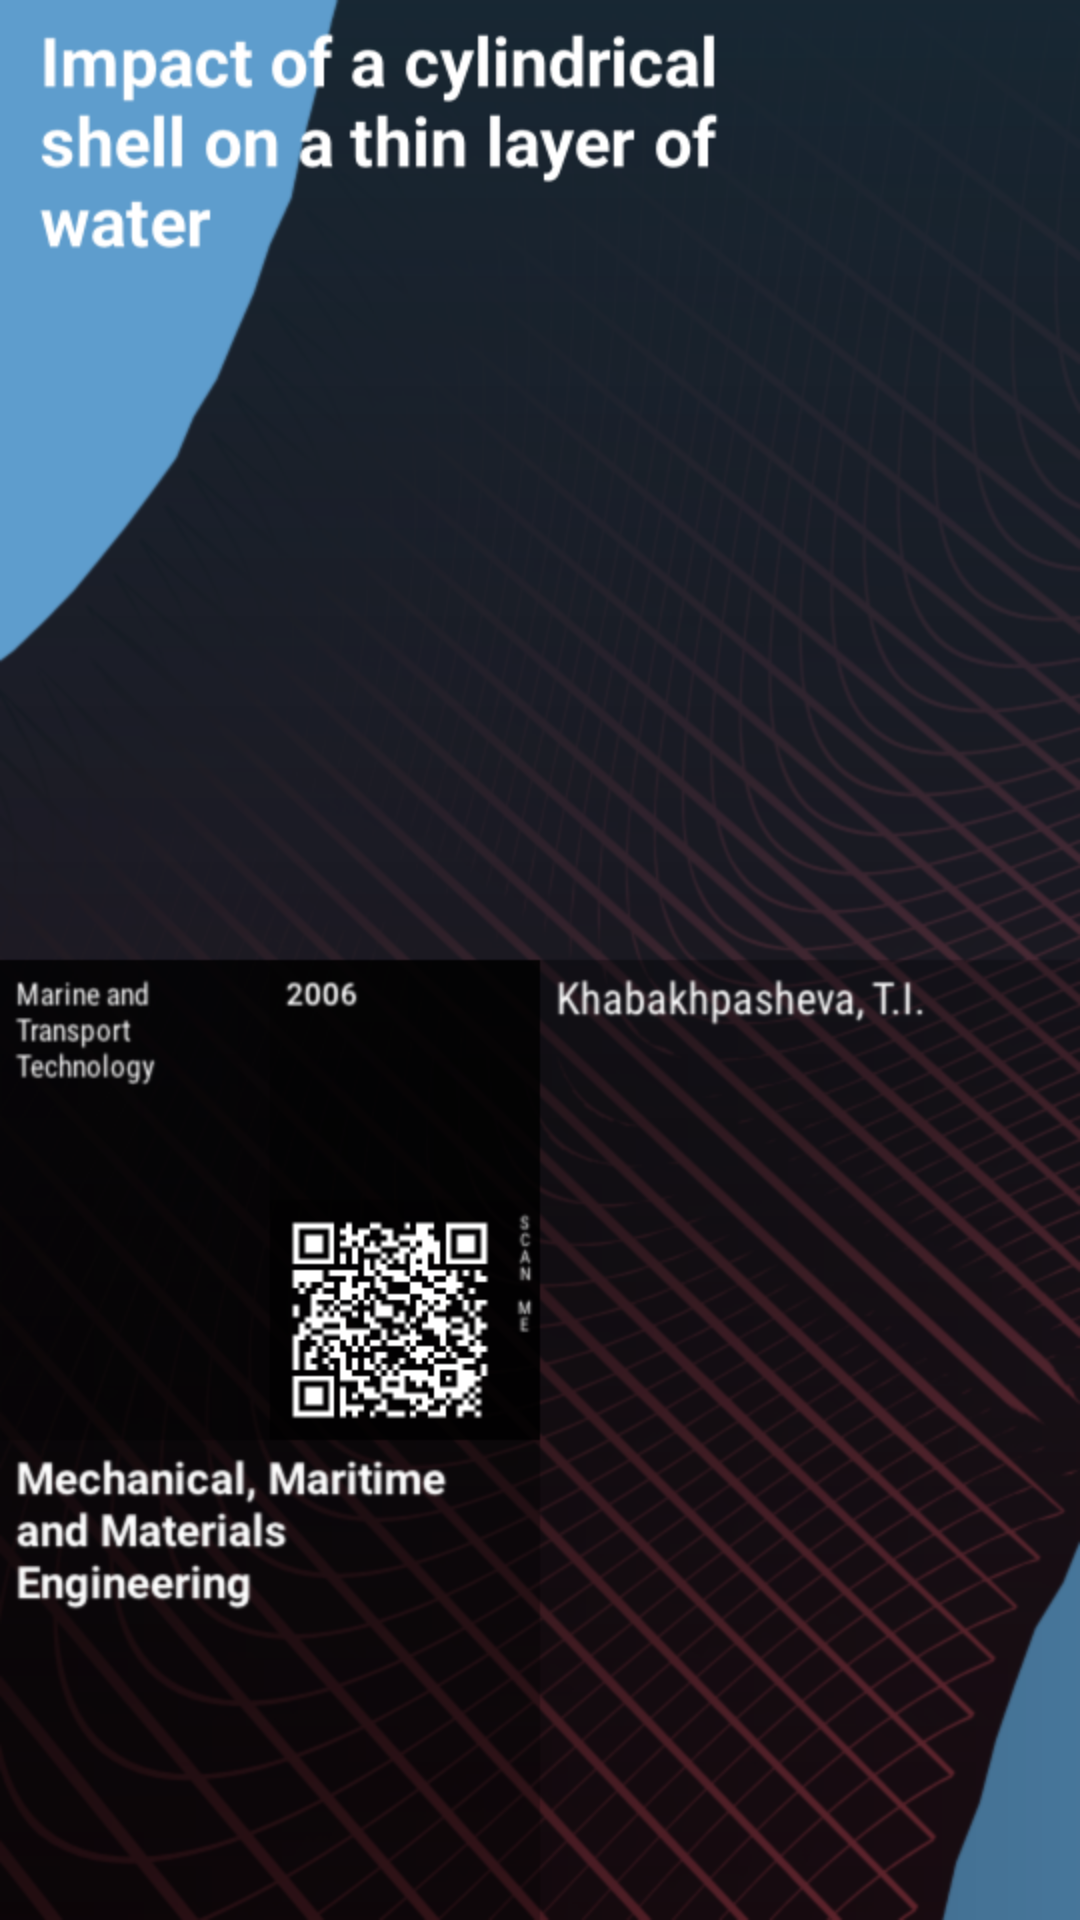 Impact of a cylindrical
shell on a thin layer of
water
Marine and
Transport
Technology
2006
Khabakhpasheva, T.I.
SCAN ME
Mechanical, Maritime
and Materials
Engineering